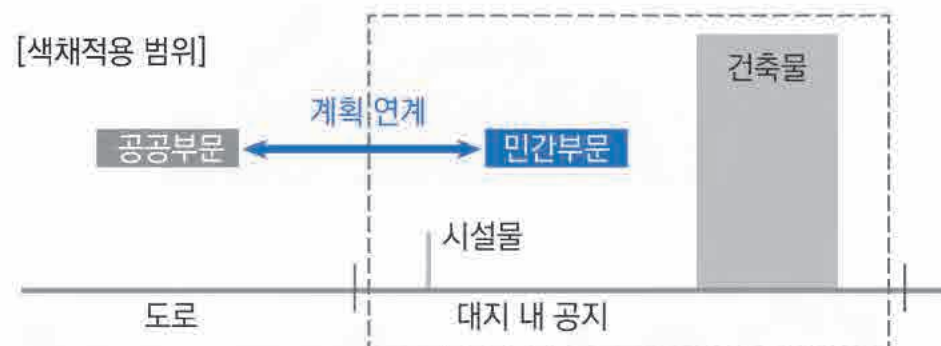 [색채적용 범위]
건축물
계획 연계
공공부문
민간부문
시설물
도로
대지 내 공지